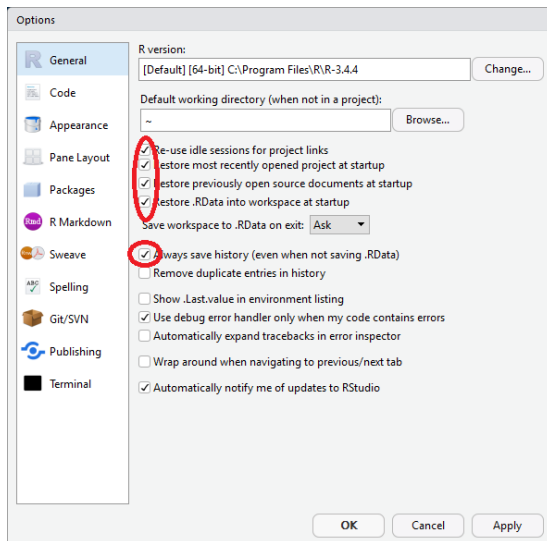 Options
General
Code
Appearance
Pane Layout
Packages
Rmd R Markdown
Sweave
ABC Spelling
Git/SVN
Publishing
Terminal
R version:
[Default] [64-bit] C:\Program Files\R\R-3.4.4
Change...
Default working directory (when not in a project):
~
Browse...
Re-use idle sessions for project links
Restore most recently opened project at startup
Restore previously open source documents at startup
Restore .RData into workspace at startup
Save workspace to .RData on exit: Ask
Always save history (even when not saving .RData)
Remove duplicate entries in history
Show .Last.value in environment listing
Use debug error handler only when my code contains errors
Automatically expand tracebacks in error inspector
Wrap around when navigating to previous/next tab
Automatically notify me of updates to RStudio
OK Cancel Apply